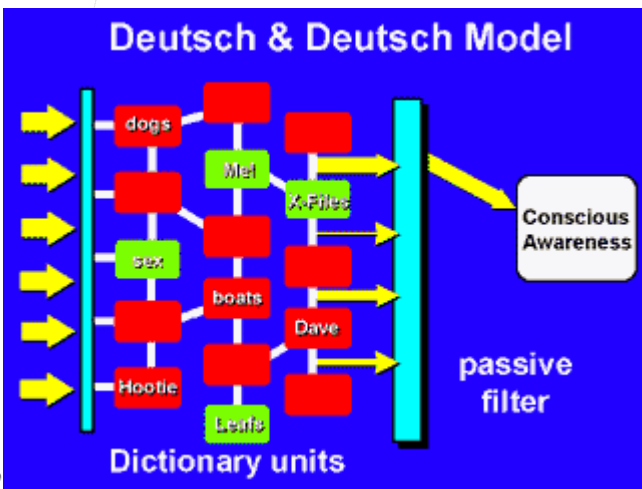 Deutsch & Deutsch Model
dogs
Mel
X-Files
sex
boats
Dave
Hootie
Leafs
Conscious
Awareness
passive
filter
Dictionary units